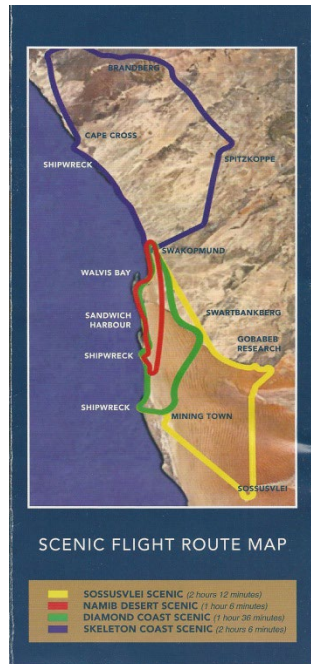 BRANDBERG
CAPE CROSS
SHIPWRECK
SPITZKOPPE
SWAKOPMUND
WALVIS BAY
SANDWICH
HARBOUR
SWARTBANKBERG
GOBABEB
RESEARCH
SHIPWRECK
SHIPWRECK
MINING TOWN
SOSSUSVLEI
SCENIC FLIGHT ROUTE MAP
SOSSUSVLEI SCENIC (2 hours 12 minutes)
NAMIB DESERT SCENIC (1 hour 6 minutes)
DIAMOND COAST SCENIC (1 hour 36 minutes)
SKELETON COAST SCENIC (2 hours 6 minutes)